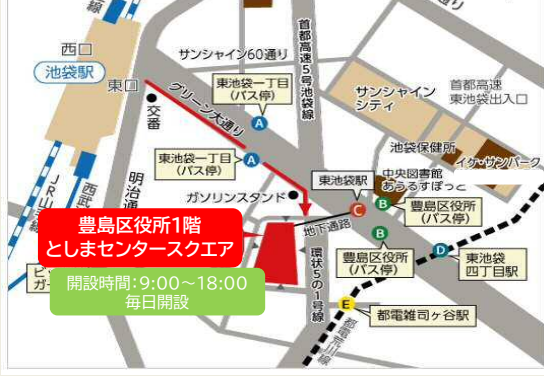 西口
池袋駅
東口
交番
サンシャイン60通り
グリーン大通り
東池袋一丁目
(バス停)
A
首都高速5号池袋線
サンシャイン
シティ
首都高速
東池袋出入口
池袋保健所
イケ・サンパーク
東池袋一丁目
(バス停)
A
ガソリンスタンド
東池袋駅
C
中央図書館
あうるすぽっと
B
豊島区役所
(バス停)
地下通路
B
豊島区役所
(バス停)
D
東池袋
四丁目駅
JR山手線
西武
明治通
豊島区役所1階
としまセンタースクエア
開設時間:9:00~18:00
毎日開設
環状5の1号線
E
都電雑司ヶ谷駅
都電荒川線